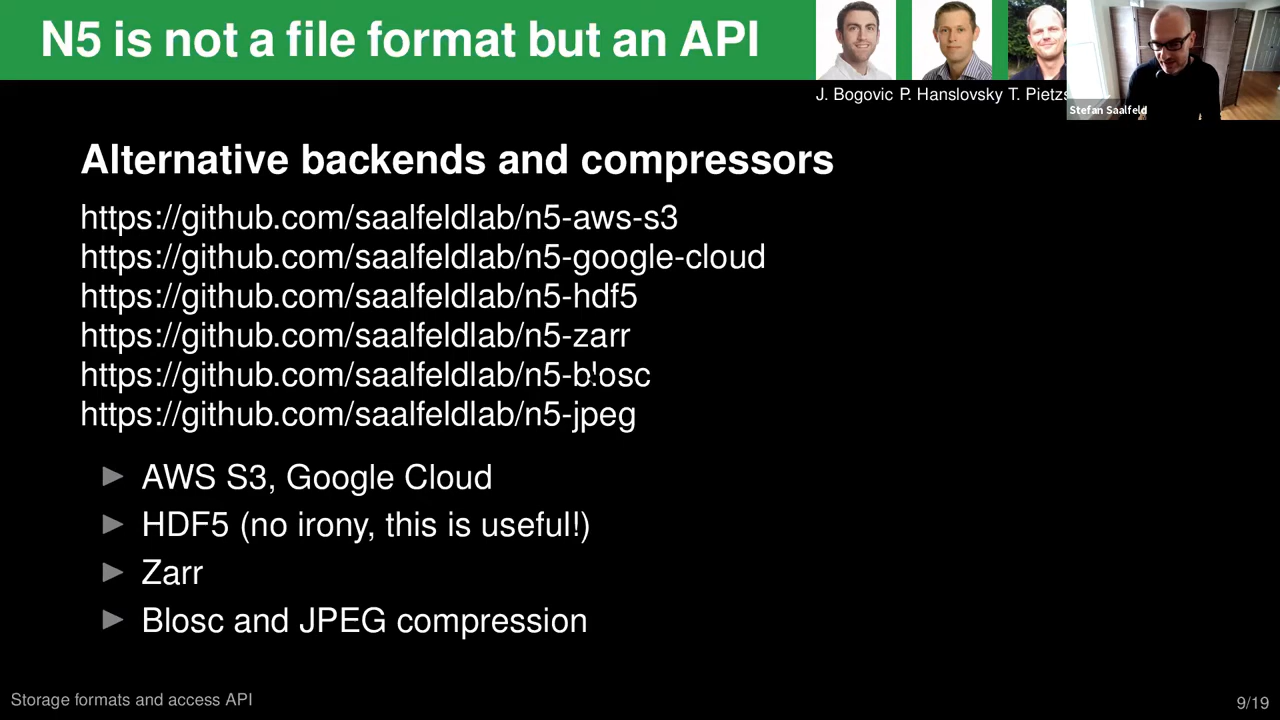 N5 is not a file format but an API
J. Bogovic P. Hanslovsky T. Pietzs
Stefan Saalfeld
Alternative backends and compressors
https://github.com/saalfeldlab/n5-aws-s3
https://github.com/saalfeldlab/n5-google-cloud
https://github.com/saalfeldlab/n5-hdf5
https://github.com/saalfeldlab/n5-zarr
https://github.com/saalfeldlab/n5-blosc
https://github.com/saalfeldlab/n5-jpeg
▶ AWS S3, Google Cloud
▶ HDF5 (no irony, this is useful!)
▶ Zarr
▶ Blosc and JPEG compression
Storage formats and access API
9/19